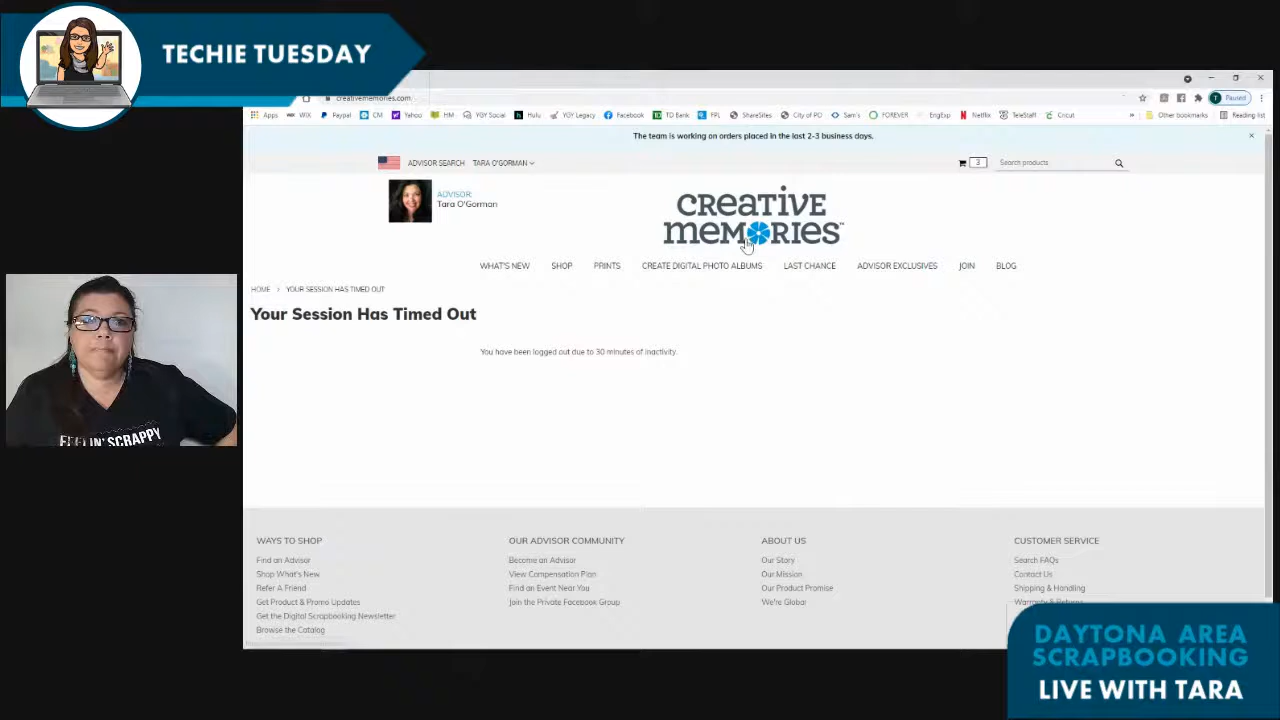 TECHIE TUESDAY
creativememories.com
Paused
Apps WIX Paypal CM Yahoo HM YGY Social Hulu YGY Legacy Facebook TD Bank FPL ShareSites City of PO Sam's FOREVER EngExp Netflix TeleStaff Cricut » Other bookmarks Reading list
The team is working on orders placed in the last 2-3 business days.
ADVISOR SEARCH TARA O'GORMAN 3 Search products
ADVISOR:
Tara O'Gorman
CREATIVE
MEMORIES™
WHAT'S NEW SHOP PRINTS CREATE DIGITAL PHOTO ALBUMS LAST CHANCE ADVISOR EXCLUSIVES JOIN BLOG
HOME > YOUR SESSION HAS TIMED OUT
Your Session Has Timed Out
You have been logged out due to 30 minutes of inactivity.
FEELIN' SCRAPPY
WAYS TO SHOP
Find an Advisor
Shop What's New
Refer A Friend
Get Product & Promo Updates
Get the Digital Scrapbooking Newsletter
Browse the Catalog
OUR ADVISOR COMMUNITY
Become an Advisor
View Compensation Plan
Find an Event Near You
Join the Private Facebook Group
ABOUT US
Our Story
Our Mission
Our Product Promise
We're Global
CUSTOMER SERVICE
Search FAQs
Contact Us
Shipping & Handling
Warranty & Returns
DAYTONA AREA
SCRAPBOOKING
LIVE WITH TARA